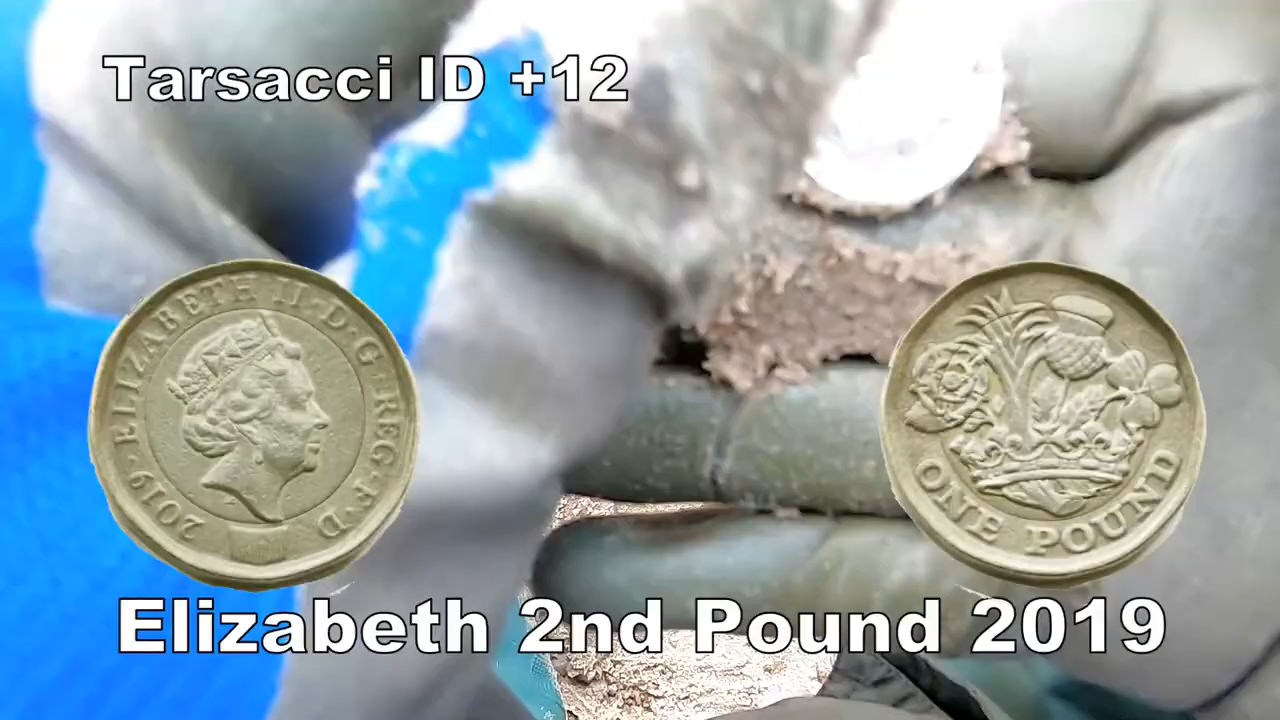 Tarsacci ID +12
2019 · ELIZABETH II · D · G · REG · F · D
ONE POUND
Elizabeth 2nd Pound 2019